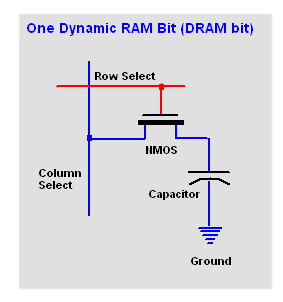 One Dynamic RAM Bit (DRAM bit)
Row Select
NMOS
Column
Select
Capacitor
Ground